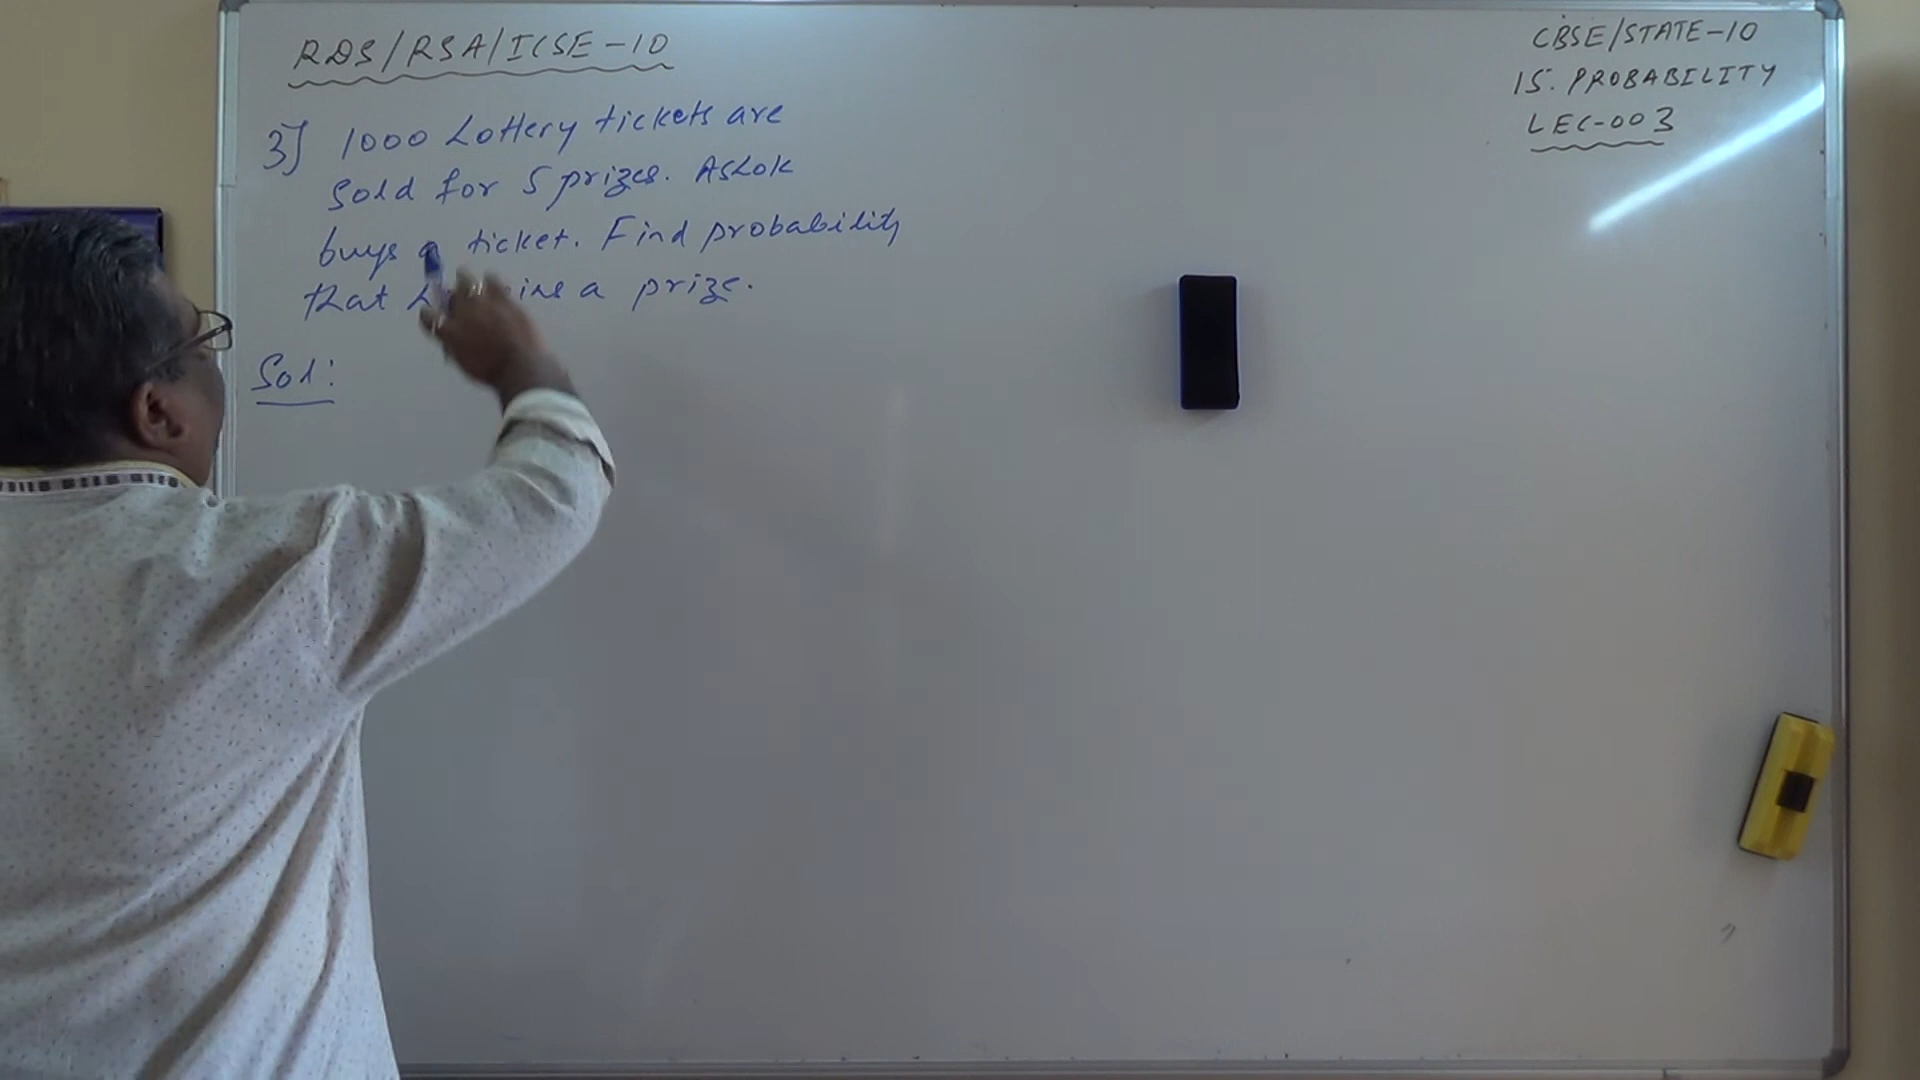 RDS/RSA/ICSE-10
CBSE/STATE-10
15. PROBABILITY
LEC-003
3] 1000 Lottery tickets are
sold for 5 prizes. Ashok
buys a ticket. Find probability
that a prize.
Sol: